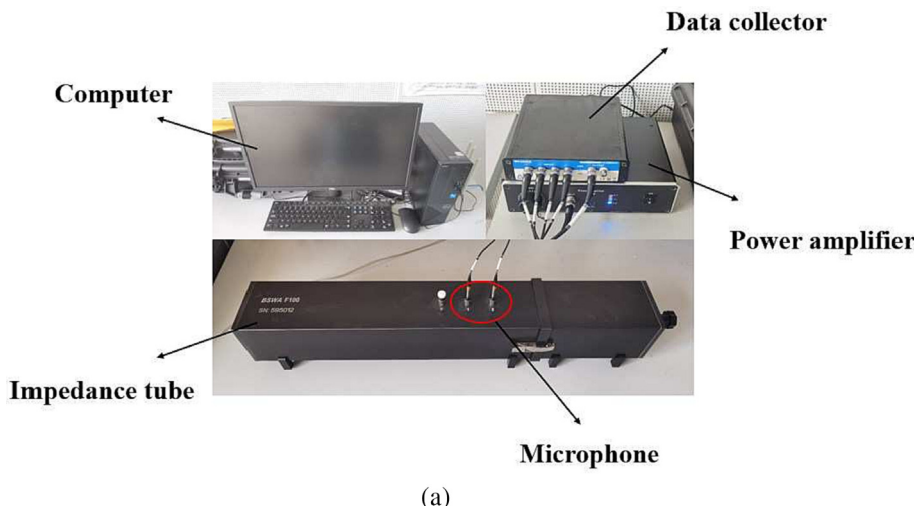 Data collector
Computer
Power amplifier
BSWA F100
SN: 595012
Impedance tube
Microphone
(a)